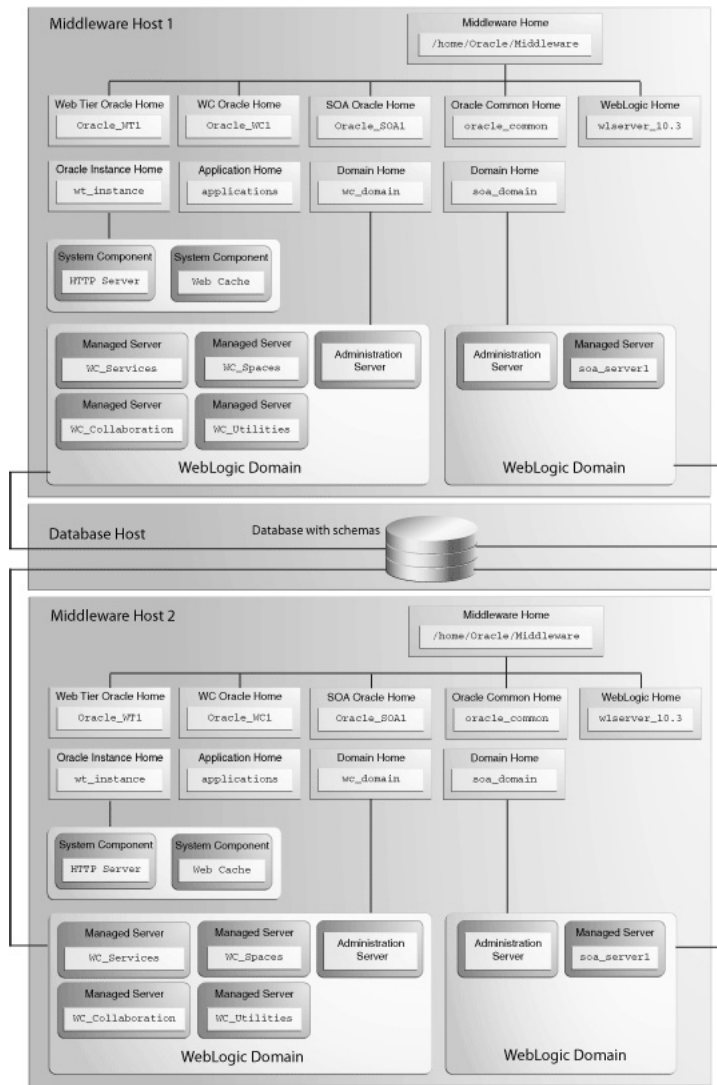 Middleware Host 1
Middleware Home
/home/Oracle/Middleware
Web Tier Oracle Home
Oracle_WT1
WC Oracle Home
Oracle_WC1
SOA Oracle Home
Oracle_SOA1
Oracle Common Home
oracle_common
WebLogic Home
wlserver_10.3
Oracle Instance Home
wt_instance
Application Home
applications
Domain Home
wc_domain
Domain Home
soa_domain
System Component
HTTP Server
System Component
Web Cache
Managed Server
WC_Services
Managed Server
WC_Spaces
Administration
Server
Managed Server
WC_Collaboration
Managed Server
WC_Utilities
WebLogic Domain
Administration
Server
Managed Server
soa_server1
WebLogic Domain
Database Host
Database with schemas
Middleware Host 2
Middleware Home
/home/Oracle/Middleware
Web Tier Oracle Home
Oracle_WT1
WC Oracle Home
Oracle_WC1
SOA Oracle Home
Oracle_SOA1
Oracle Common Home
oracle_common
WebLogic Home
wlserver_10.3
Oracle Instance Home
wt_instance
Application Home
applications
Domain Home
wc_domain
Domain Home
soa_domain
System Component
HTTP Server
System Component
Web Cache
Managed Server
WC_Services
Managed Server
WC_Spaces
Administration
Server
Managed Server
WC_Collaboration
Managed Server
WC_Utilities
WebLogic Domain
Administration
Server
Managed Server
soa_server1
WebLogic Domain